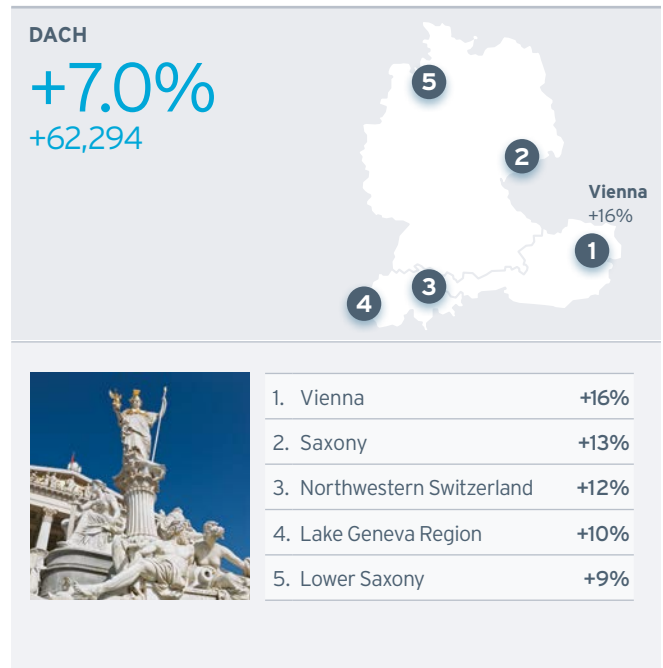 DACH
+7.0%
+62,294
5
2
Vienna
+16%
1
3
4
1. Vienna +16%
2. Saxony +13%
3. Northwestern Switzerland +12%
4. Lake Geneva Region +10%
5. Lower Saxony +9%